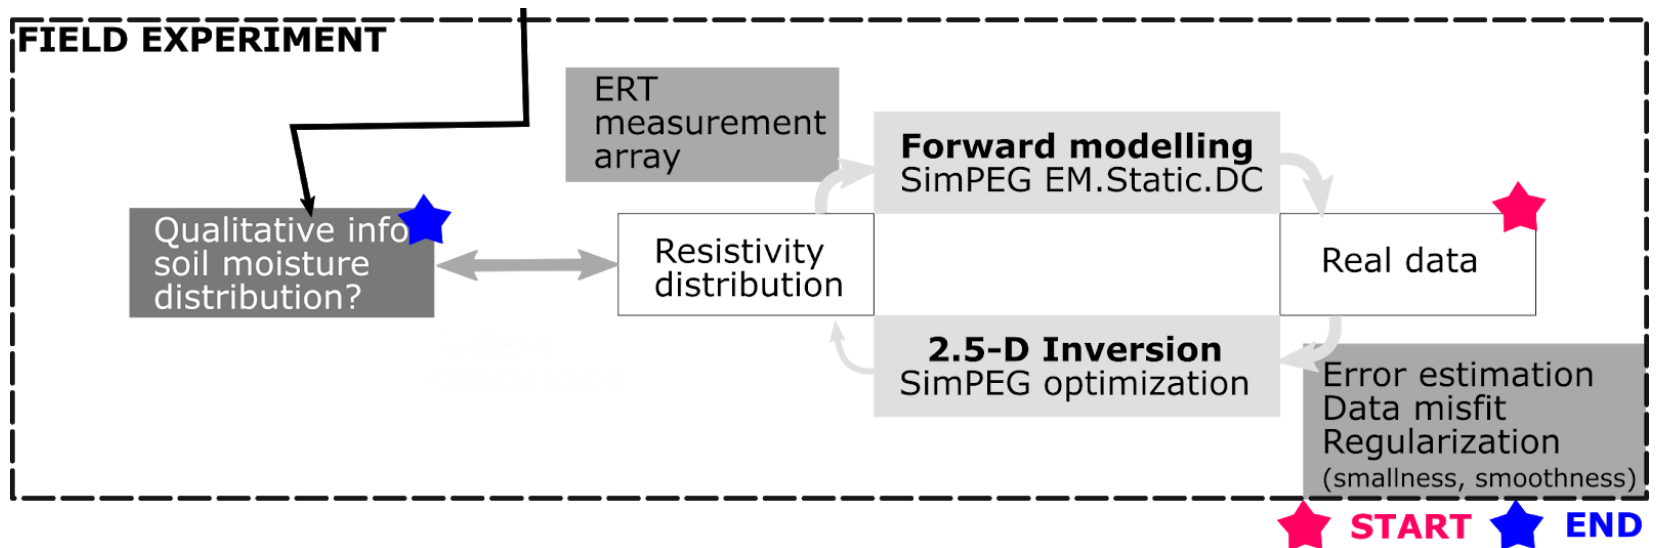 FIELD EXPERIMENT
ERT
measurement
array
Forward modelling
SimPEG EM.Static.DC
Qualitative info
soil moisture
distribution?
Resistivity
distribution
Real data
2.5-D Inversion
SimPEG optimization
Error estimation
Data misfit
Regularization
(smallness, smoothness)
START
END